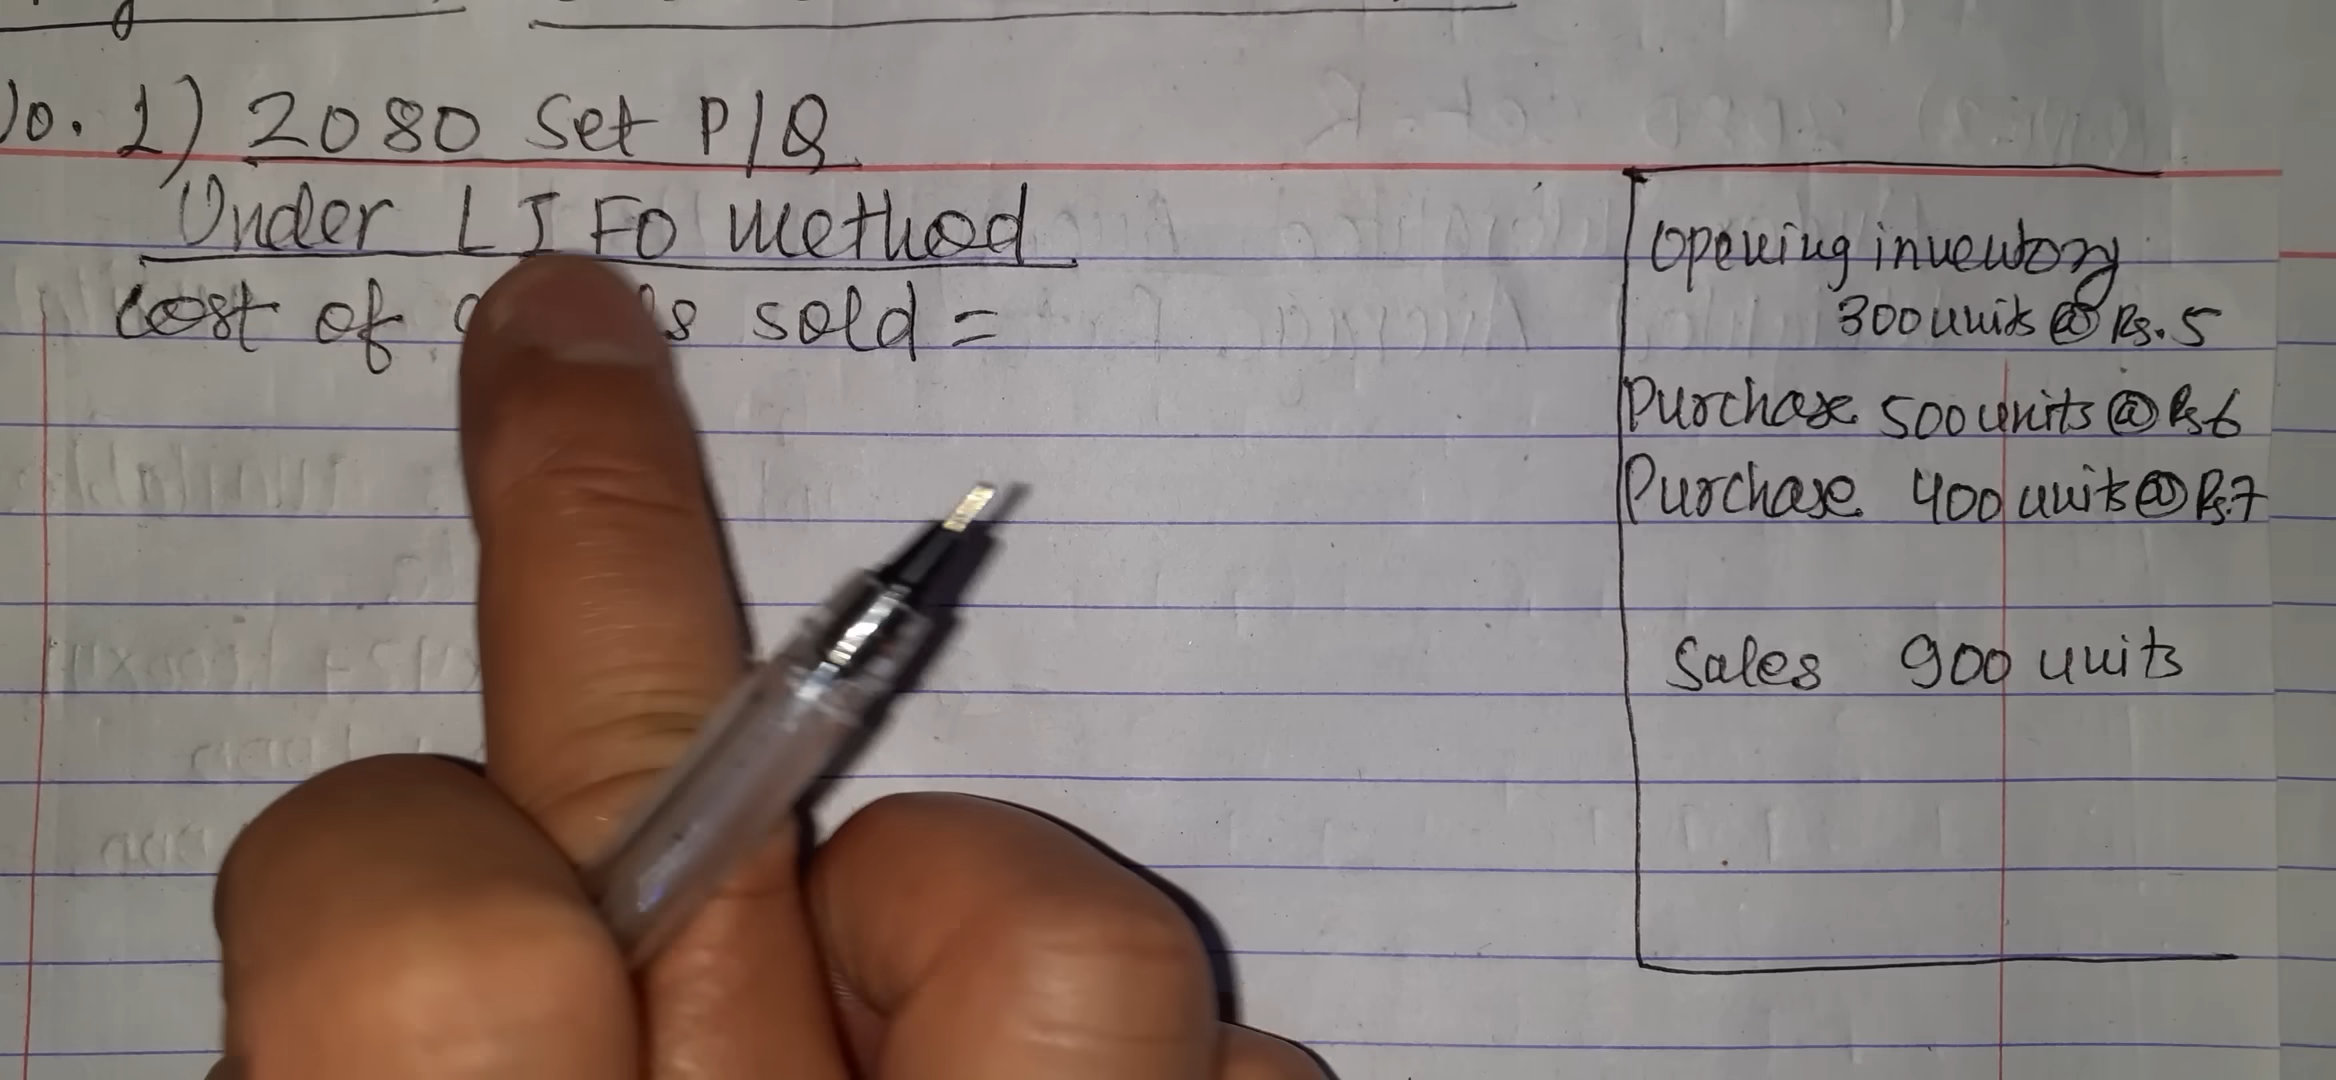 1) 2080 Set P/Q
Under LIFO method
Cost of sold =
Opening inventory
300 units @ Rs. 5
Purchase 500 units @ Rs 6
Purchase 400 units @ Rs. 7
Sales 900 units